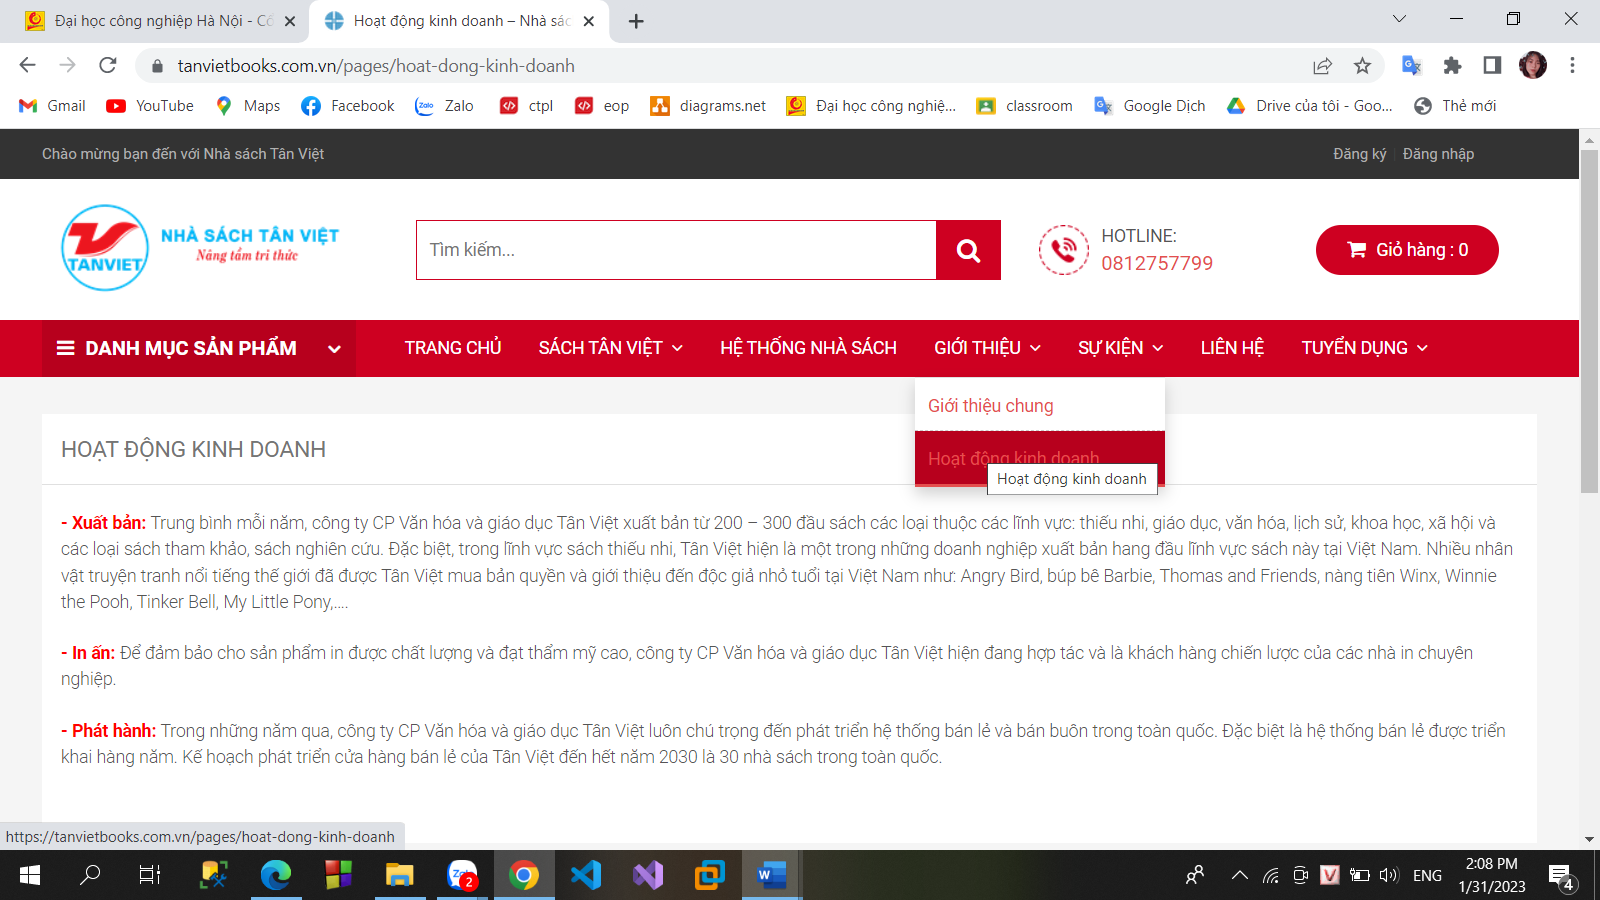 Đại học công nghiệp Hà Nội - Cổ
Hoạt động kinh doanh – Nhà sác
tanvietbooks.com.vn/pages/hoat-dong-kinh-doanh
Gmail YouTube Maps Facebook Zalo ctpl eop diagrams.net Đại học công nghiệ... classroom Google Dịch Drive của tôi - Goo... Thẻ mới
Chào mừng bạn đến với Nhà sách Tân Việt
Đăng ký Đăng nhập
TANVIET
NHÀ SÁCH TÂN VIỆT
Nâng tầm tri thức
Tìm kiếm...
HOTLINE:
0812757799
Giỏ hàng : 0
DANH MỤC SẢN PHẨM TRANG CHỦ SÁCH TÂN VIỆT HỆ THỐNG NHÀ SÁCH GIỚI THIỆU SỰ KIỆN LIÊN HỆ TUYỂN DỤNG
Giới thiệu chung
Hoạt động kinh doanh
Hoạt động kinh doanh
HOẠT ĐỘNG KINH DOANH
- Xuất bản: Trung bình mỗi năm, công ty CP Văn hóa và giáo dục Tân Việt xuất bản từ 200 – 300 đầu sách các loại thuộc các lĩnh vực: thiếu nhi, giáo dục, văn hóa, lịch sử, khoa học, xã hội và
các loại sách tham khảo, sách nghiên cứu. Đặc biệt, trong lĩnh vực sách thiếu nhi, Tân Việt hiện là một trong những doanh nghiệp xuất bản hang đầu lĩnh vực sách này tại Việt Nam. Nhiều nhân
vật truyện tranh nổi tiếng thế giới đã được Tân Việt mua bản quyền và giới thiệu đến độc giả nhỏ tuổi tại Việt Nam như: Angry Bird, búp bê Barbie, Thomas and Friends, nàng tiên Winx, Winnie
the Pooh, Tinker Bell, My Little Pony,....
- In ấn: Để đảm bảo cho sản phẩm in được chất lượng và đạt thẩm mỹ cao, công ty CP Văn hóa và giáo dục Tân Việt hiện đang hợp tác và là khách hàng chiến lược của các nhà in chuyên
nghiệp.
- Phát hành: Trong những năm qua, công ty CP Văn hóa và giáo dục Tân Việt luôn chú trọng đến phát triển hệ thống bán lẻ và bán buôn trong toàn quốc. Đặc biệt là hệ thống bán lẻ được triển
khai hàng năm. Kế hoạch phát triển cửa hàng bán lẻ của Tân Việt đến hết năm 2030 là 30 nhà sách trong toàn quốc.
https://tanvietbooks.com.vn/pages/hoat-dong-kinh-doanh
2
ENG
2:08 PM
1/31/2023
4